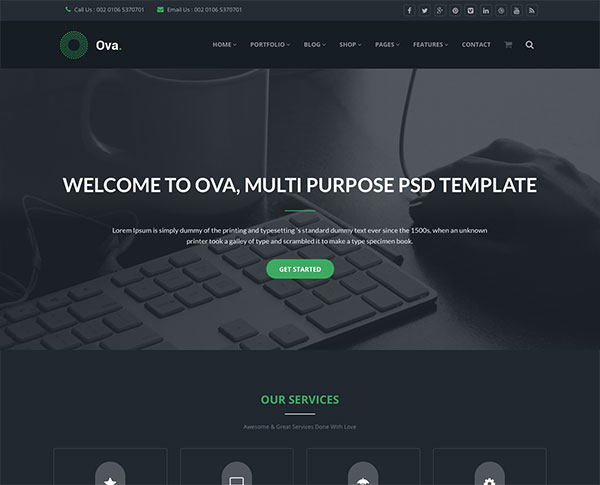 Call Us : 002 0106 5370701
Email Us : 002 0106 5370701
Ova.
HOME
PORTFOLIO
BLOG
SHOP
PAGES
FEATURES
CONTACT
WELCOME TO OVA, MULTI PURPOSE PSD TEMPLATE
Lorem Ipsum is simply dummy of the printing and typesetting 's standard dummy text ever since the 1500s, when an unknown
printer took a galley of type and scrambled it to make a type specimen book.
GET STARTED
OUR SERVICES
Awesome & Great Services Done With Love